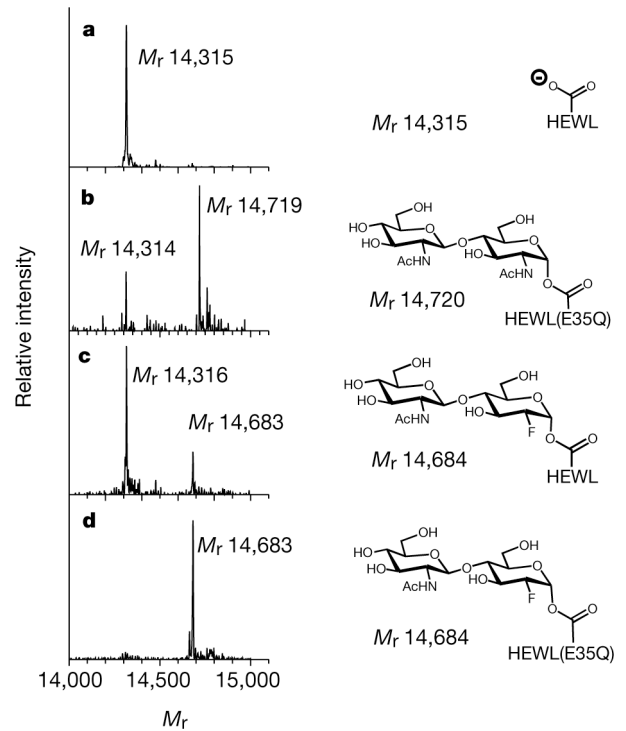 a
Mr 14,315
Mr 14,315
⊖
O
O
HEWL
b
Mr 14,719
Mr 14,314
OH
HO
O
HO
AcHN
O
OH
O
HO
AcHN
O
O
HEWL(E35Q)
Mr 14,720
Relative intensity
c
Mr 14,316
Mr 14,683
OH
HO
O
HO
AcHN
O
OH
O
HO
F
O
O
HEWL
Mr 14,684
d
Mr 14,683
OH
HO
O
HO
AcHN
O
OH
O
HO
F
O
O
HEWL(E35Q)
Mr 14,684
14,000 14,500 15,000
Mr